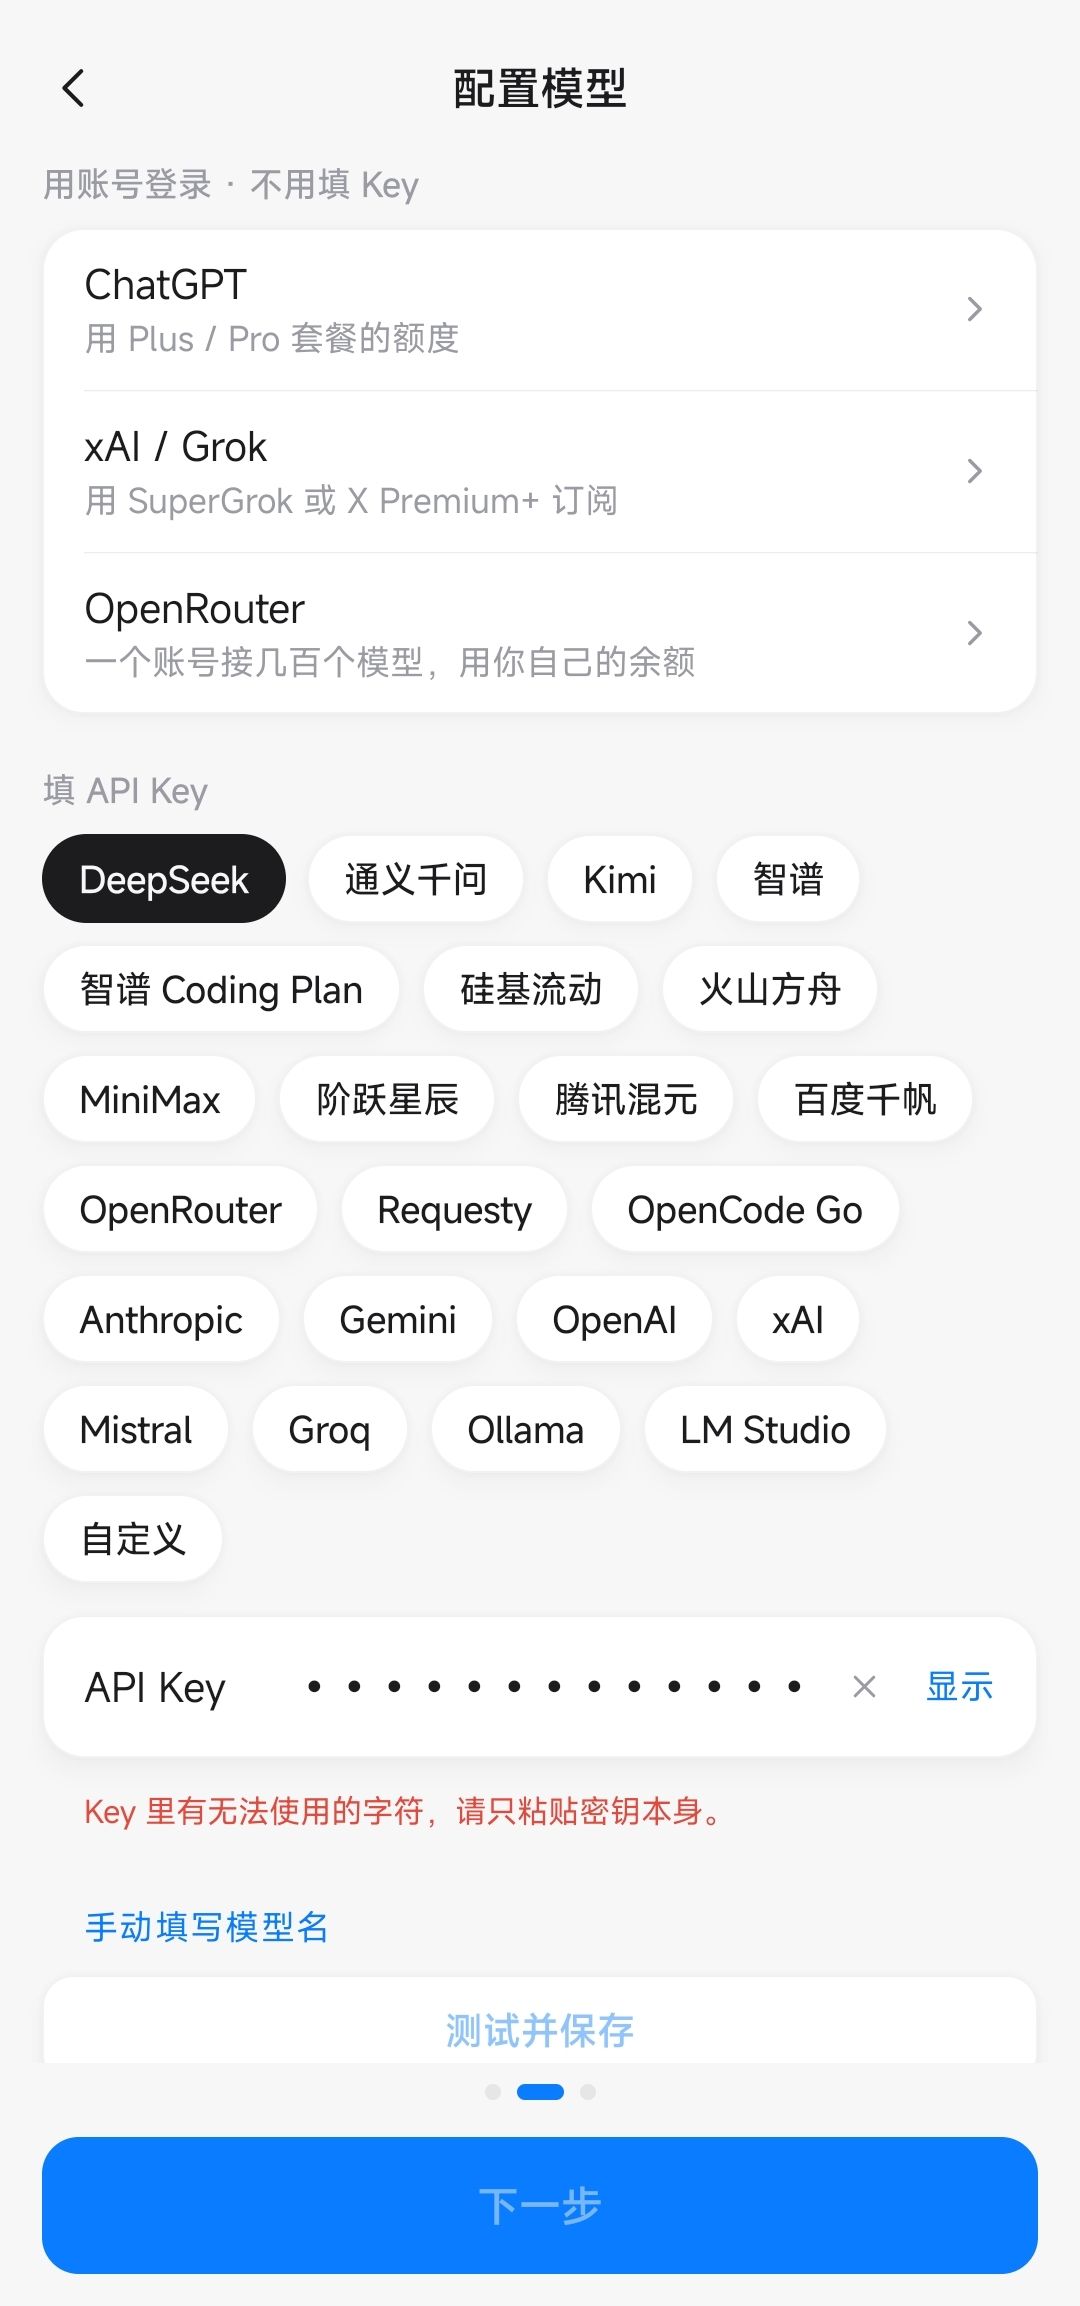 配置模型
用账号登录 · 不用填 Key
ChatGPT
用 Plus / Pro 套餐的额度
xAI / Grok
用 SuperGrok 或 X Premium+ 订阅
OpenRouter
一个账号接几百个模型，用你自己的余额
填 API Key
DeepSeek 通义千问 Kimi 智谱
智谱 Coding Plan 硅基流动 火山方舟
MiniMax 阶跃星辰 腾讯混元 百度千帆
OpenRouter Requesty OpenCode Go
Anthropic Gemini OpenAI xAI
Mistral Groq Ollama LM Studio
自定义
API Key ••••••••••••• × 显示
Key 里有无法使用的字符，请只粘贴密钥本身。
手动填写模型名
测试并保存
下一步